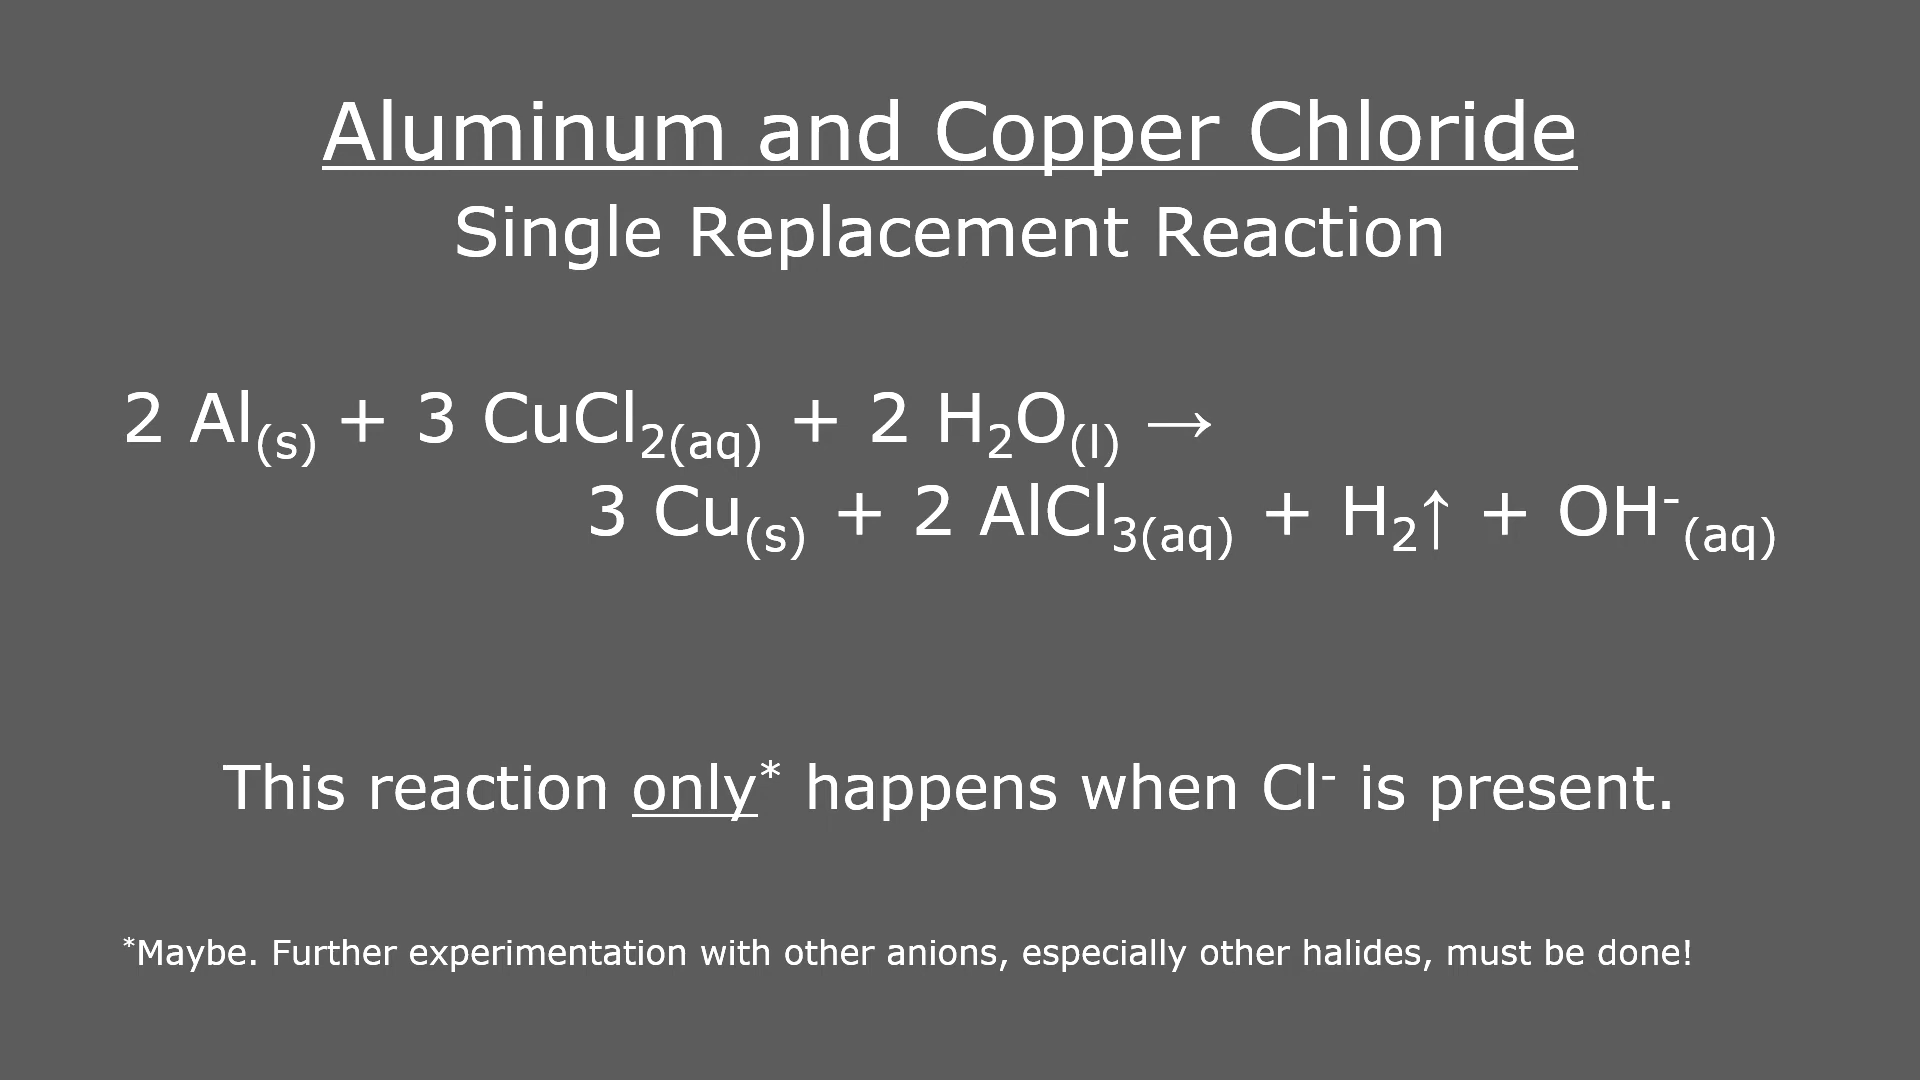 Aluminum and Copper Chloride
Single Replacement Reaction
2 Al(s) + 3 CuCl2(aq) + 2 H2O(l) →
3 Cu(s) + 2 AlCl3(aq) + H2↑ + OH-(aq)
This reaction only* happens when Cl- is present.
*Maybe. Further experimentation with other anions, especially other halides, must be done!